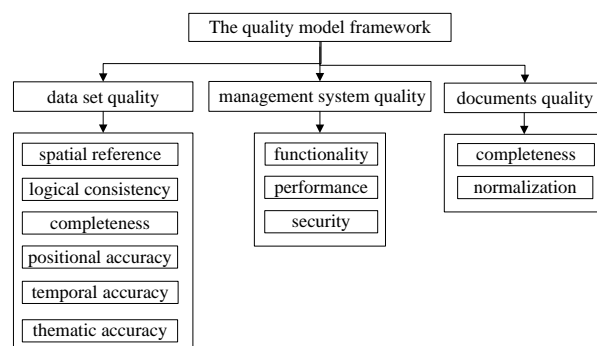 The quality model framework
data set quality
management system quality
documents quality
spatial reference
logical consistency
completeness
positional accuracy
temporal accuracy
thematic accuracy
functionality
performance
security
completeness
normalization